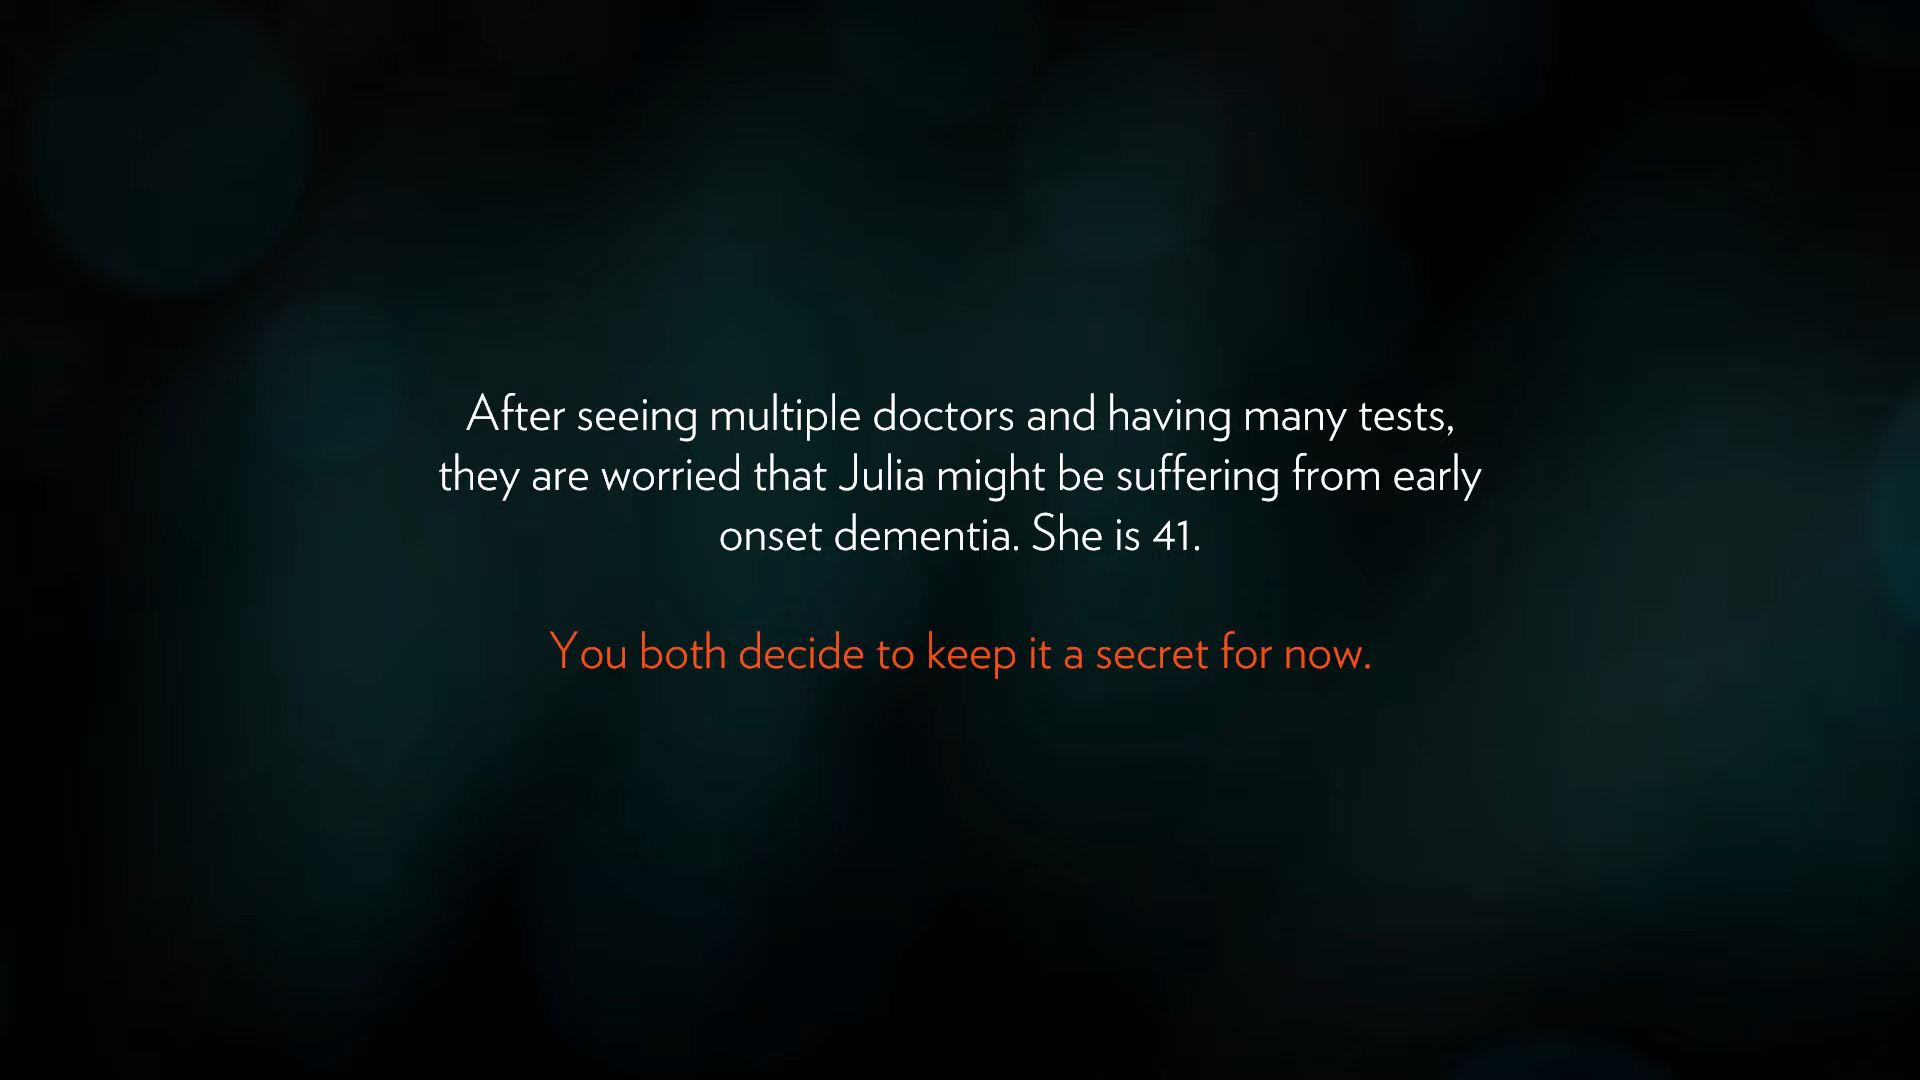 After seeing multiple doctors and having many tests,
they are worried that Julia might be suffering from early
onset dementia. She is 41.
You both decide to keep it a secret for now.